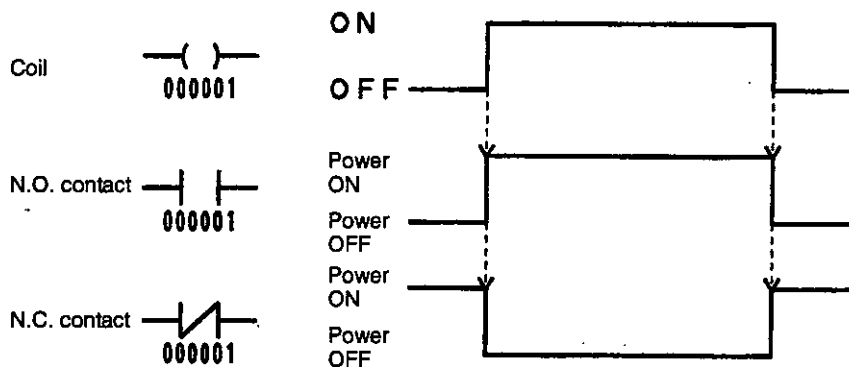 Coil
000001
ON
OFF
N.O. contact
000001
Power
ON
Power
OFF
N.C. contact
000001
Power
ON
Power
OFF